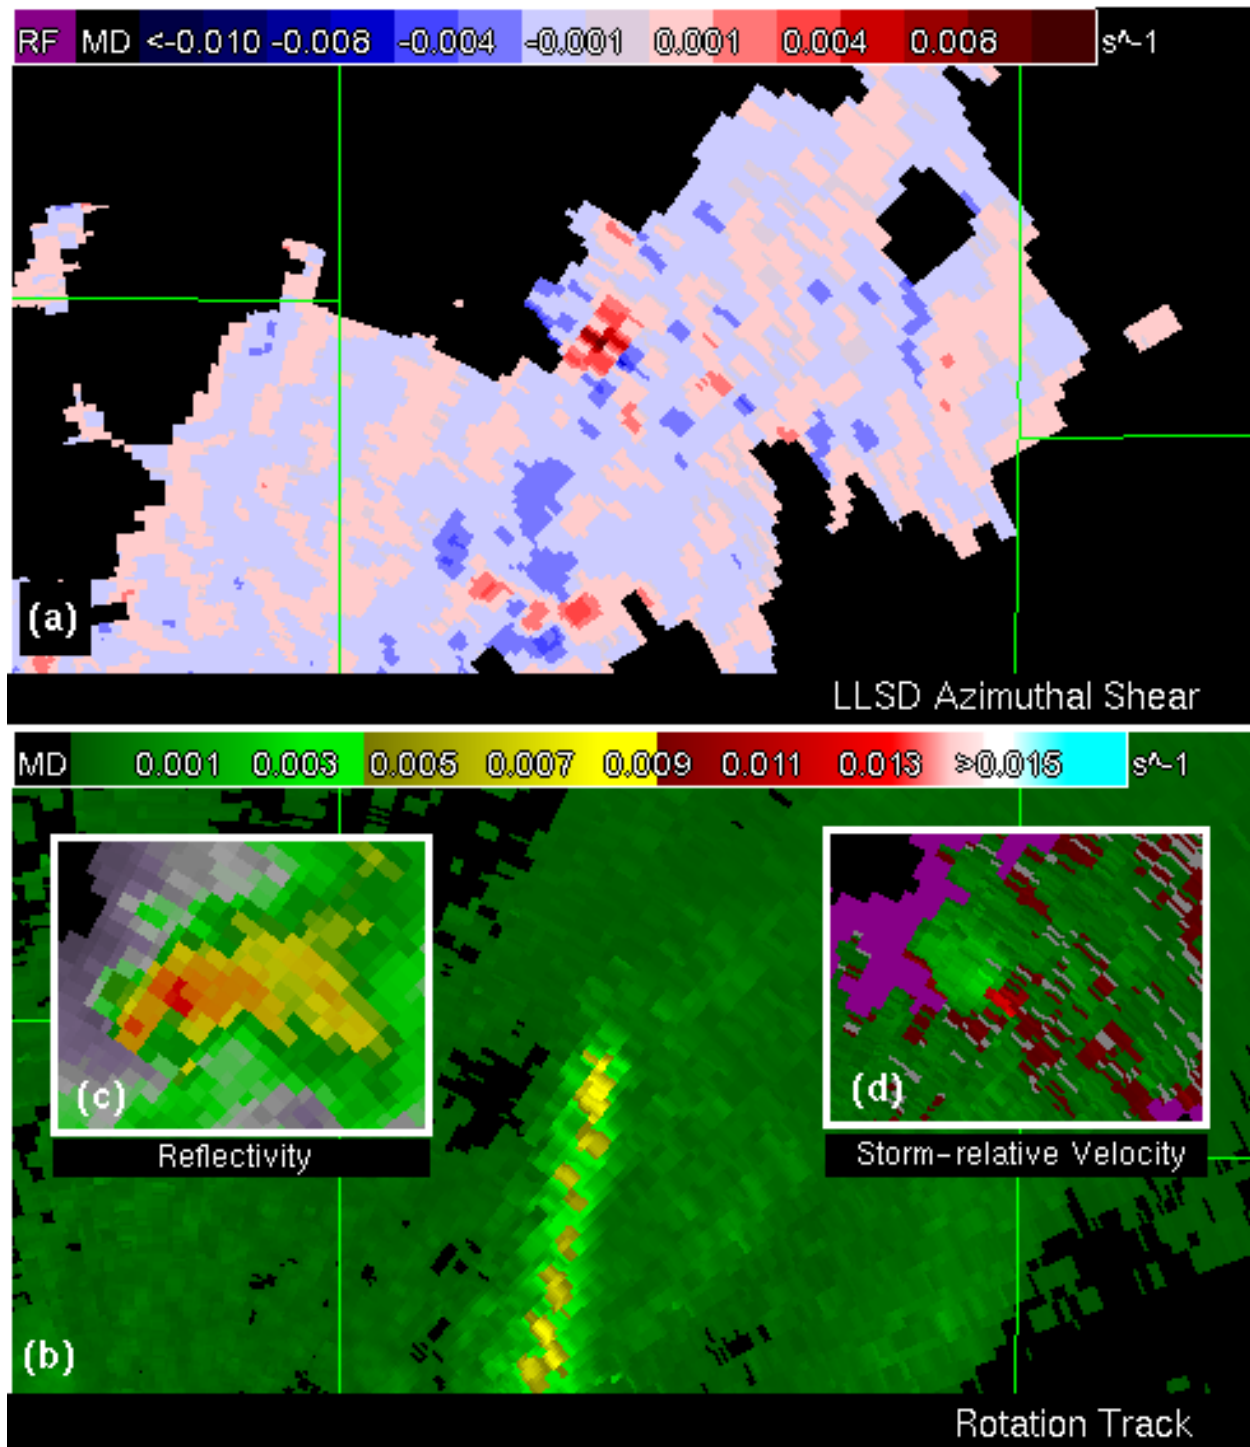 RF MD <-0.010 -0.008 -0.004 -0.001 0.001 0.004 0.008 s^-1
(a)
LLSD Azimuthal Shear
MD 0.001 0.003 0.005 0.007 0.009 0.011 0.013 >0.015 s^-1
(c)
(d)
Reflectivity
Storm-relative Velocity
(b)
Rotation Track